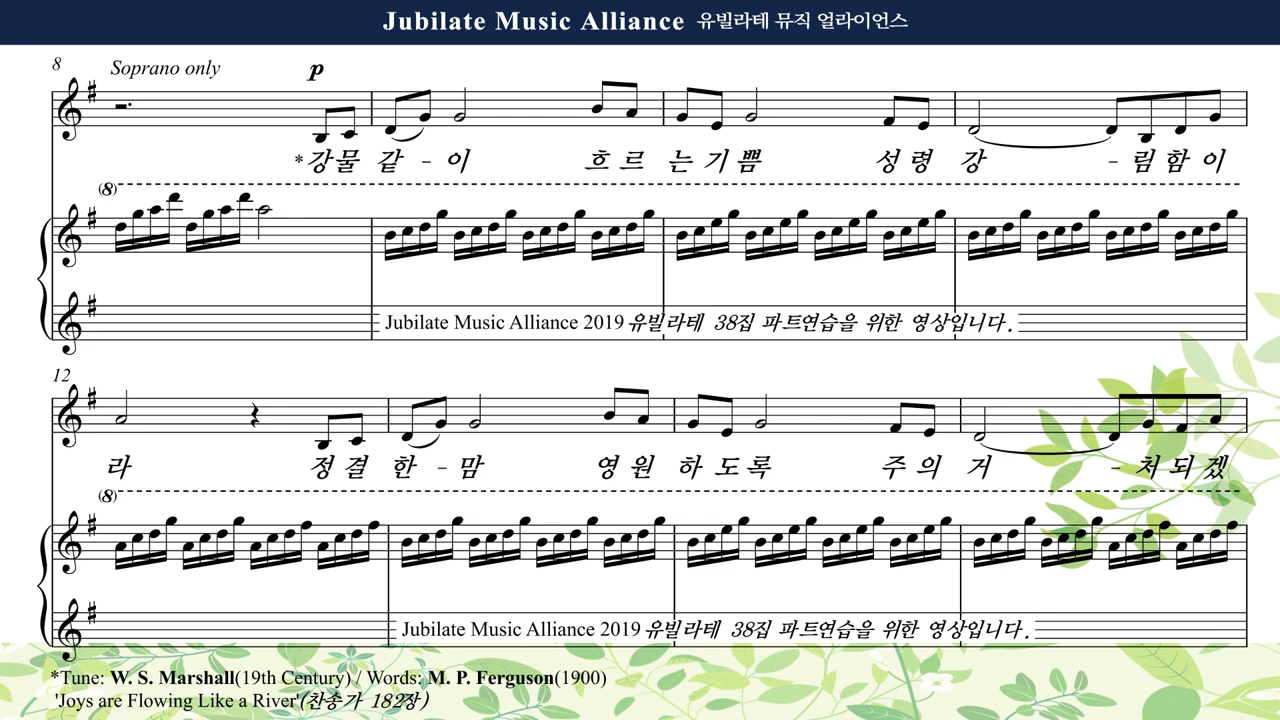 Jubilate Music Alliance 유빌라테 뮤직 얼라이언스
8 Soprano only p
*강물 같-이 흐르 는기쁨 성령 강 -림함이
(8)
Jubilate Music Alliance 2019 유빌라테 38집 파트연습을 위한 영상입니다.
12
라 정결 한-맘 영원 하도록 주의 거 -처되겠
(8)
Jubilate Music Alliance 2019 유빌라테 38집 파트연습을 위한 영상입니다.
*Tune: W. S. Marshall(19th Century) / Words: M. P. Ferguson(1900)
'Joys are Flowing Like a River'(찬송가 182장)